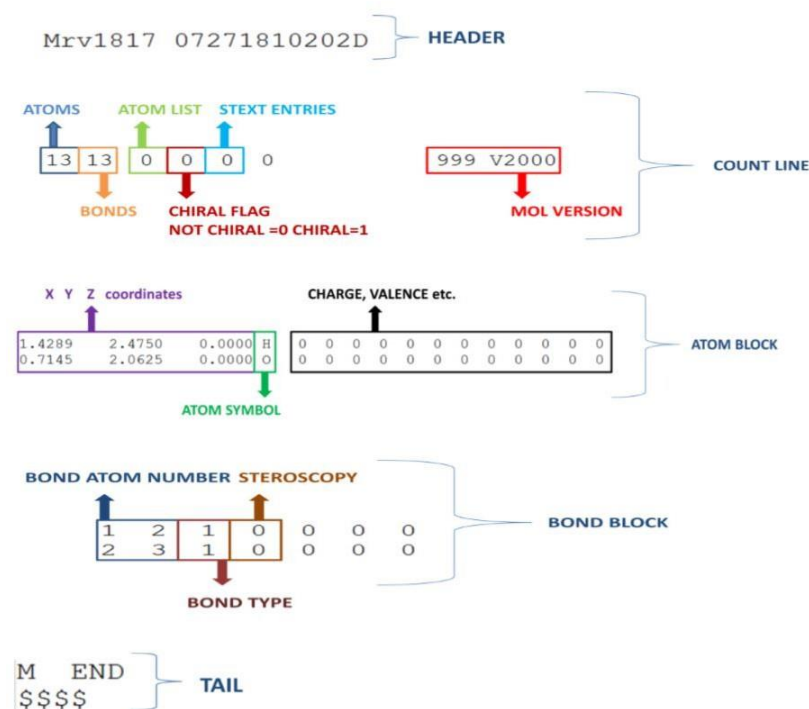 Mrv1817 07271810202D
HEADER
ATOMS ATOM LIST STEXT ENTRIES
13 13 0 0 0 0 999 V2000
COUNT LINE
BONDS CHIRAL FLAG MOL VERSION
NOT CHIRAL =0 CHIRAL=1
X Y Z coordinates CHARGE, VALENCE etc.
1.4289 2.4750 0.0000 H 0 0 0 0 0 0 0 0 0 0 0 0
0.7145 2.0625 0.0000 O 0 0 0 0 0 0 0 0 0 0 0 0
ATOM BLOCK
ATOM SYMBOL
BOND ATOM NUMBER STEROSCOPY
1 2 1 0 0 0 0
2 3 1 0 0 0 0
BOND BLOCK
BOND TYPE
M END
$$$$
TAIL